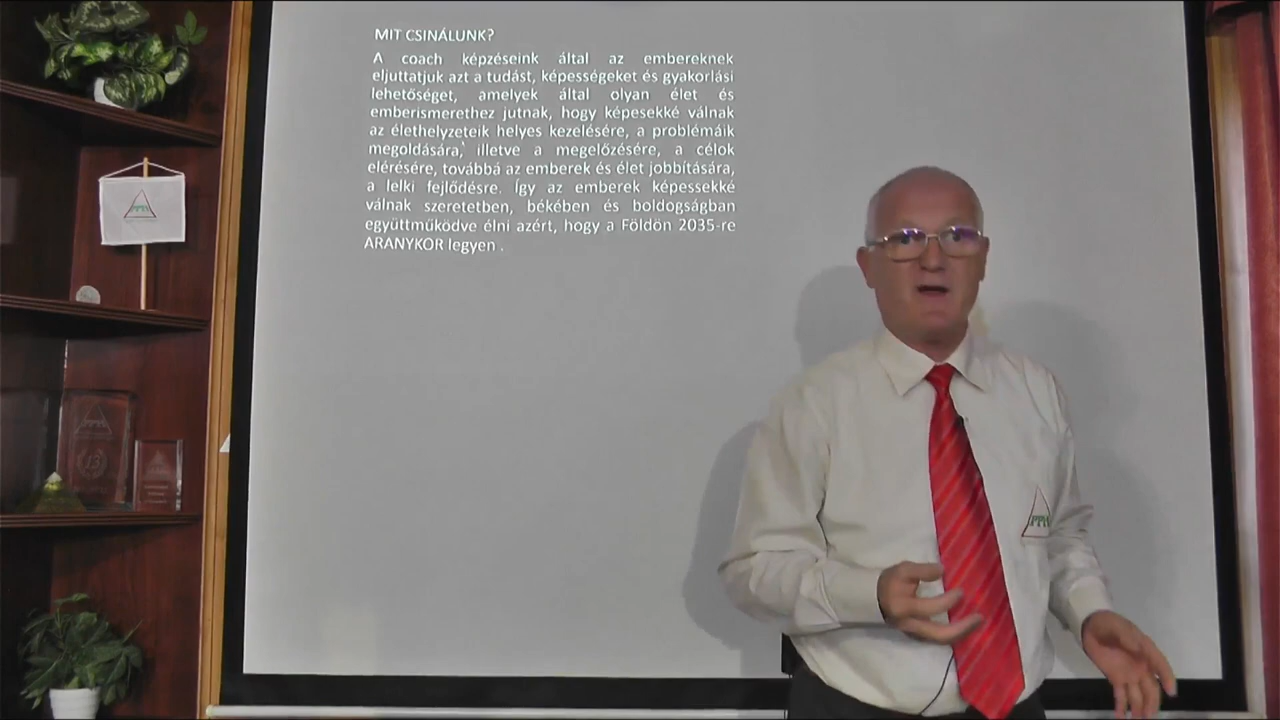 MIT CSINÁLUNK?
A coach képzéseink által az embereknek
eljuttatjuk azt a tudást, képességeket és gyakorlási
lehetőséget, amelyek által olyan élet és
emberismerethez jutnak, hogy képesekké válnak
az élethelyzeteik helyes kezelésére, a problémáik
megoldására, illetve a megelőzésére, a célok
elérésére, továbbá az emberek és élet jobbítására,
a lelki fejlődésre. Így az emberek képessekké
válnak szeretetben, békében és boldogságban
együttműködve élni azért, hogy a Földön 2035-re
ARANYKOR legyen .
13